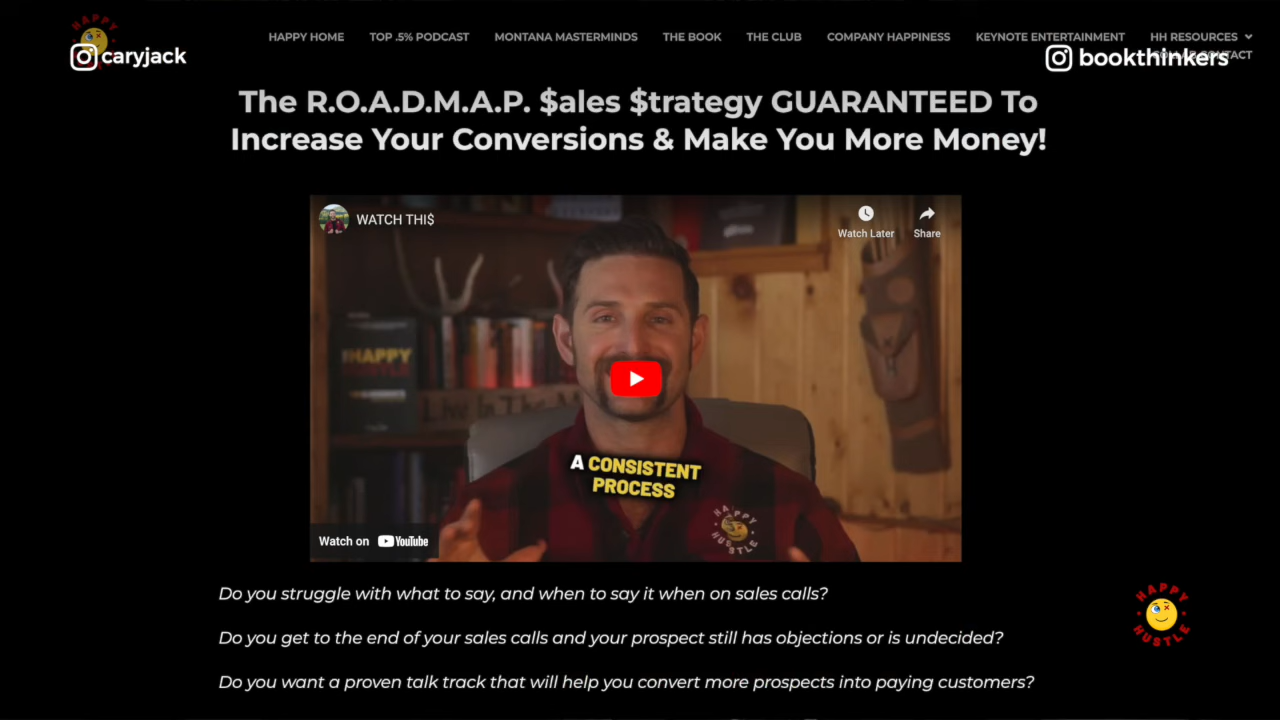 HAPPY
caryjack
HAPPY HOME TOP .5% PODCAST MONTANA MASTERMINDS THE BOOK THE CLUB COMPANY HAPPINESS KEYNOTE ENTERTAINMENT HH RESOURCES
bookthinkers
The R.O.A.D.M.A.P. $ales $trategy GUARANTEED To
Increase Your Conversions & Make You More Money!
WATCH THI$
Watch Later
Share
HAPPY
Live In The
A CONSISTENT
PROCESS
HAPPY
HUSTLE
Watch on YouTube
Do you struggle with what to say, and when to say it when on sales calls?
Do you get to the end of your sales calls and your prospect still has objections or is undecided?
Do you want a proven talk track that will help you convert more prospects into paying customers?
HAPPY
HUSTLE